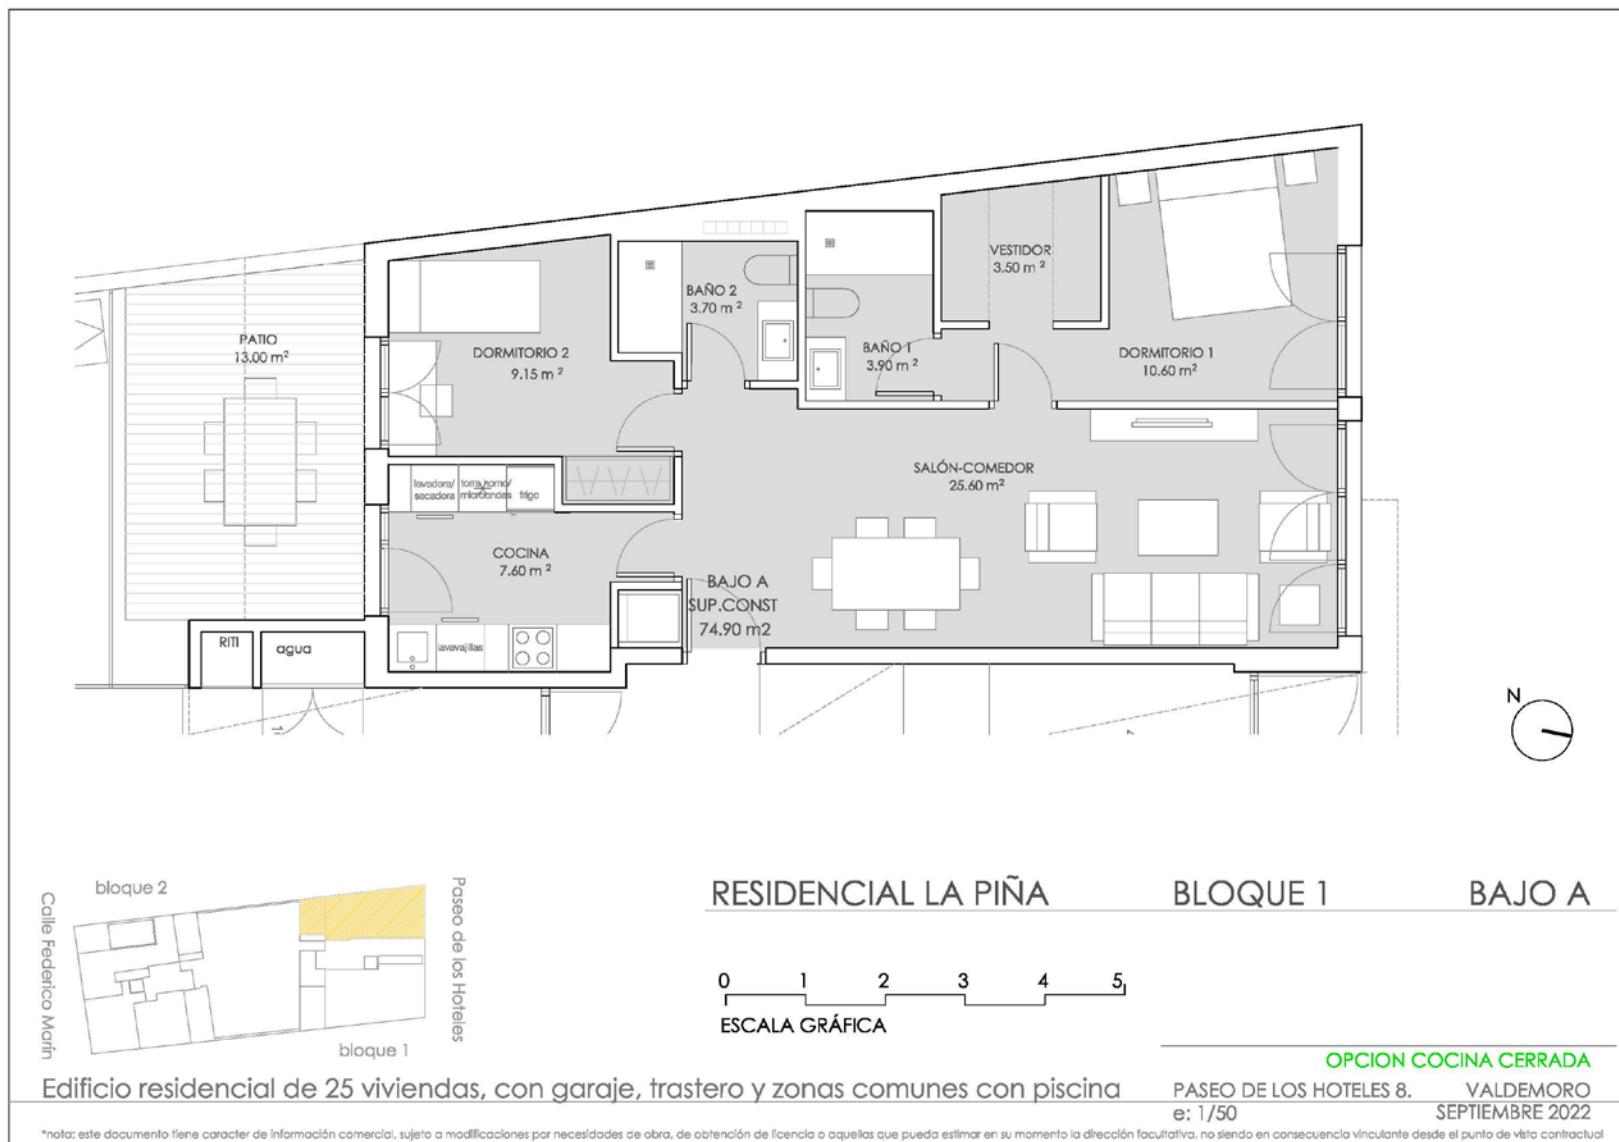 VESTIDOR
3.50 m²
BAÑO 2
3.70 m²
PATIO
13.00 m²
DORMITORIO 2
9.15 m²
BAÑO 1
3.90 m²
DORMITORIO 1
10.60 m²
SALÓN-COMEDOR
25.60 m²
lavadora/
secadora
torre horno/
microondas
frigo
COCINA
7.60 m²
BAJO A
SUP.CONST
74.90 m2
RITI
agua
lavavajillas
N
bloque 2
Calle Federico Marín
Paseo de los Hoteles
bloque 1
RESIDENCIAL LA PIÑA
BLOQUE 1
BAJO A
0 1 2 3 4 5
ESCALA GRÁFICA
OPCION COCINA CERRADA
Edificio residencial de 25 viviendas, con garaje, trastero y zonas comunes con piscina
PASEO DE LOS HOTELES 8. VALDEMORO
e: 1/50 SEPTIEMBRE 2022
*nota: este documento tiene caracter de información comercial, sujeto a modificaciones por necesidades de obra, de obtención de licencia o aquellas que pueda estimar en su momento la dirección facultativa, no siendo en consecuencia vinculante desde el punto de vista contractual